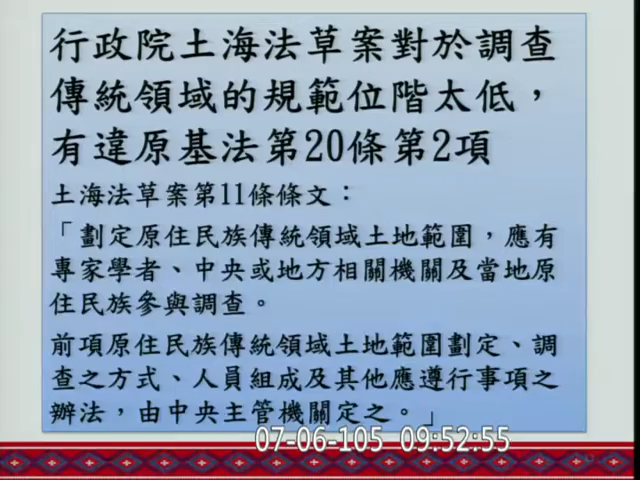 行政院土海法草案對於調查
傳統領域的規範位階太低，
有違原基法第20條第2項
土海法草案第11條條文：
「劃定原住民族傳統領域土地範圍，應有
專家學者、中央或地方相關機關及當地原
住民族參與調查。
前項原住民族傳統領域土地範圍劃定、調
查之方式、人員組成及其他應遵行事項之
辦法，由中央主管機關定之。」
07-06-105 09:52:55